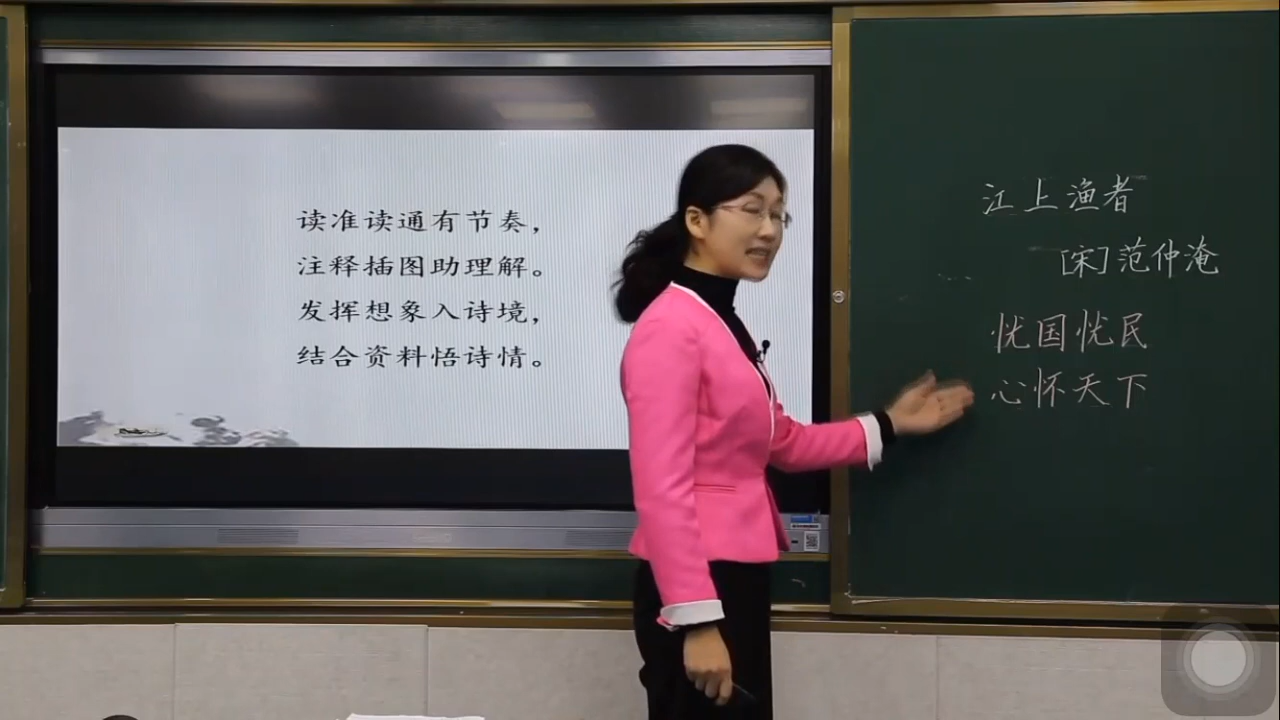 读准读通有节奏，
注释插图助理解。
发挥想象入诗境，
结合资料悟诗情。
江上渔者
[宋]范仲淹
忧国忧民
心怀天下